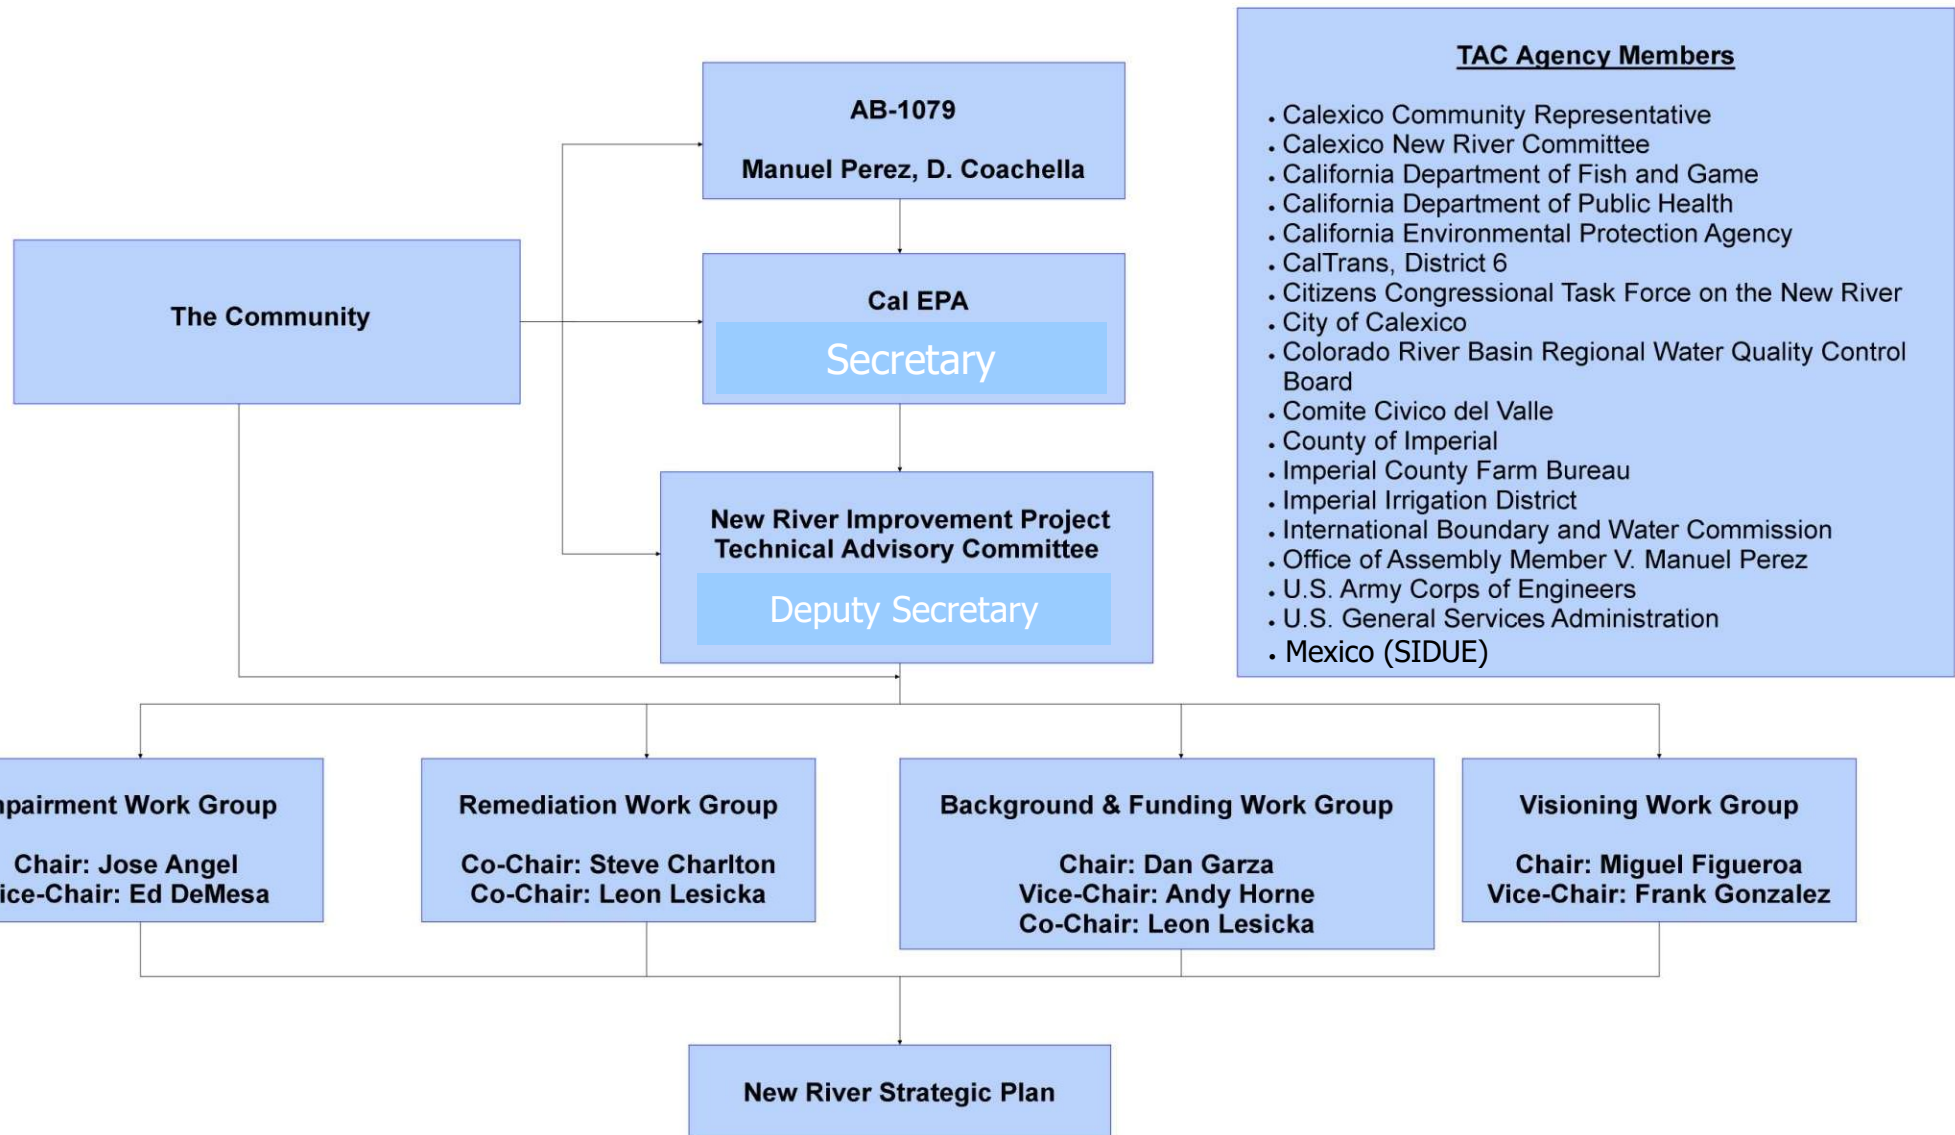 AB-1079
Manuel Perez, D. Coachella
The Community
Cal EPA
Secretary
New River Improvement Project
Technical Advisory Committee
Deputy Secretary
TAC Agency Members
• Calexico Community Representative
• Calexico New River Committee
• California Department of Fish and Game
• California Department of Public Health
• California Environmental Protection Agency
• CalTrans, District 6
• Citizens Congressional Task Force on the New River
• City of Calexico
• Colorado River Basin Regional Water Quality Control
Board
• Comite Civico del Valle
• County of Imperial
• Imperial County Farm Bureau
• Imperial Irrigation District
• International Boundary and Water Commission
• Office of Assembly Member V. Manuel Perez
• U.S. Army Corps of Engineers
• U.S. General Services Administration
• Mexico (SIDUE)
mpairment Work Group
Chair: Jose Angel
ice-Chair: Ed DeMesa
Remediation Work Group
Co-Chair: Steve Charlton
Co-Chair: Leon Lesicka
Background & Funding Work Group
Chair: Dan Garza
Vice-Chair: Andy Horne
Co-Chair: Leon Lesicka
Visioning Work Group
Chair: Miguel Figueroa
Vice-Chair: Frank Gonzalez
New River Strategic Plan